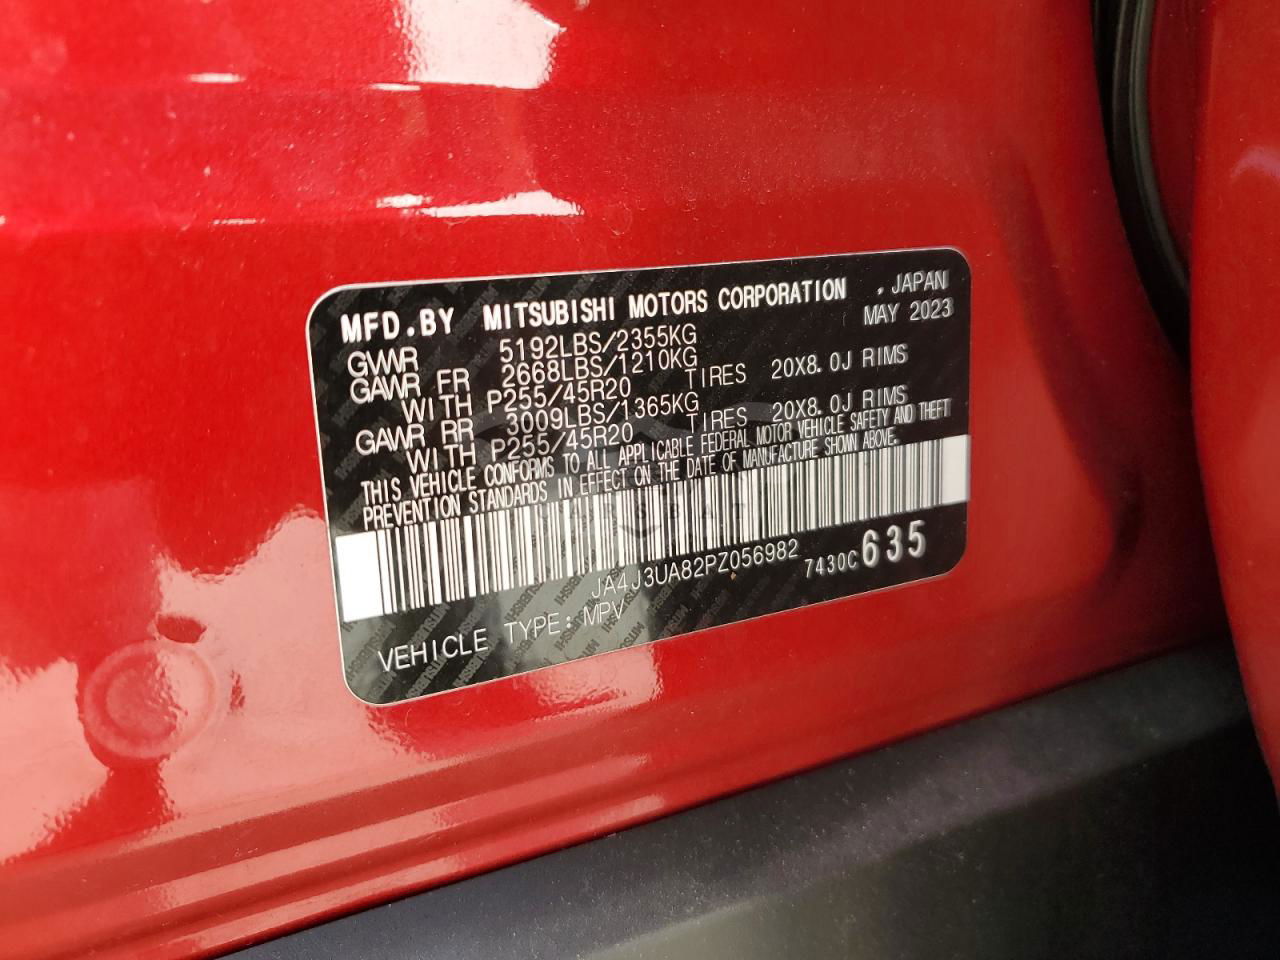 MFD.BY MITSUBISHI MOTORS CORPORATION , JAPAN
MAY 2023
GVWR 5192LBS/2355KG
GAWR FR 2668LBS/1210KG
WITH P255/45R20 TIRES 20X8.0J RIMS
GAWR RR 3009LBS/1365KG
WITH P255/45R20 TIRES 20X8.0J RIMS
THIS VEHICLE CONFORMS TO ALL APPLICABLE FEDERAL MOTOR VEHICLE SAFETY AND THEFT
PREVENTION STANDARDS IN EFFECT ON THE DATE OF MANUFACTURE SHOWN ABOVE.
JA4J3UA82PZ056982 7430C635
VEHICLE TYPE:MPV